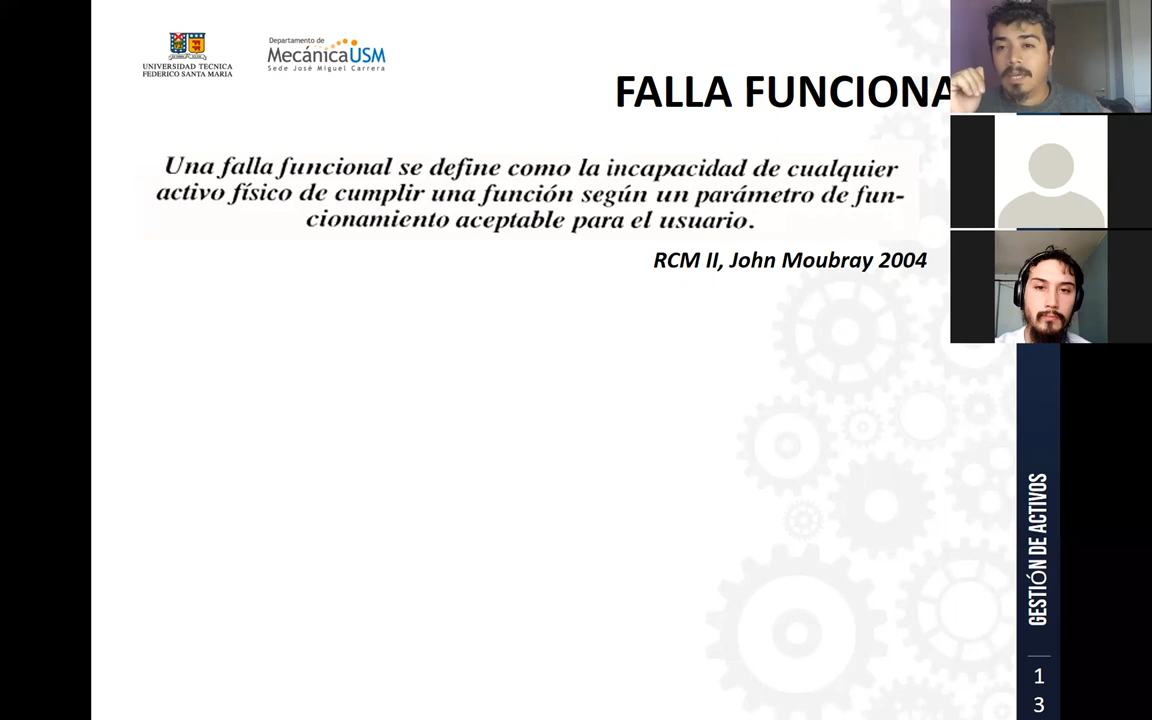 UNIVERSIDAD TECNICA
FEDERICO SANTA MARIA
Departamento de
MecánicaUSM
Sede José Miguel Carrera
FALLA FUNCIONA
Una falla funcional se define como la incapacidad de cualquier
activo físico de cumplir una función según un parámetro de fun-
cionamiento aceptable para el usuario.
RCM II, John Moubray 2004
GESTIÓN DE ACTIVOS
1
3